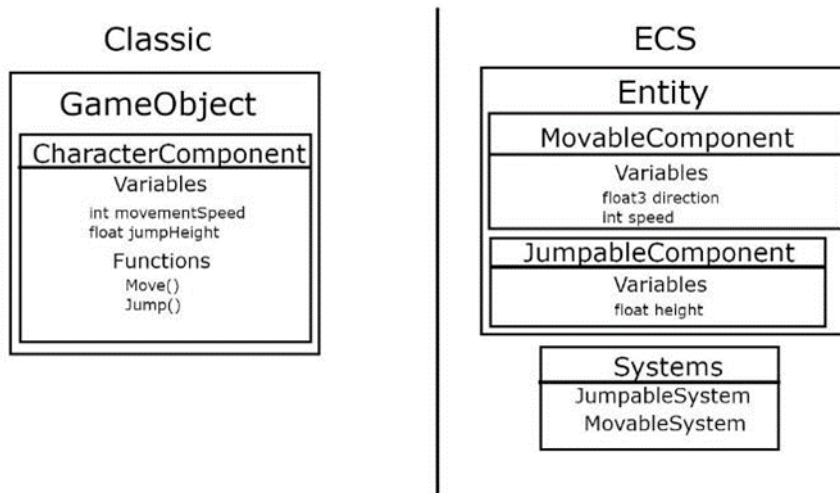 Classic
GameObject
CharacterComponent
Variables
int movementSpeed
float jumpHeight
Functions
Move()
Jump()
ECS
Entity
MovableComponent
Variables
float3 direction
int speed
JumpableComponent
Variables
float height
Systems
JumpableSystem
MovableSystem